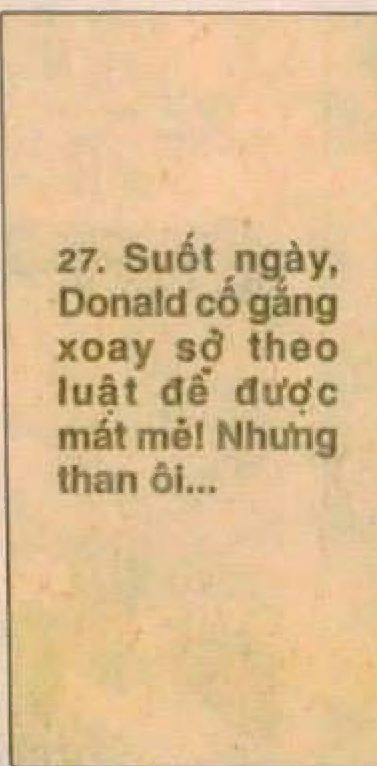 27. Suốt ngày,
Donald cố gắng
xoay sở theo
luật để được
mát mẻ! Nhưng
than ôi...